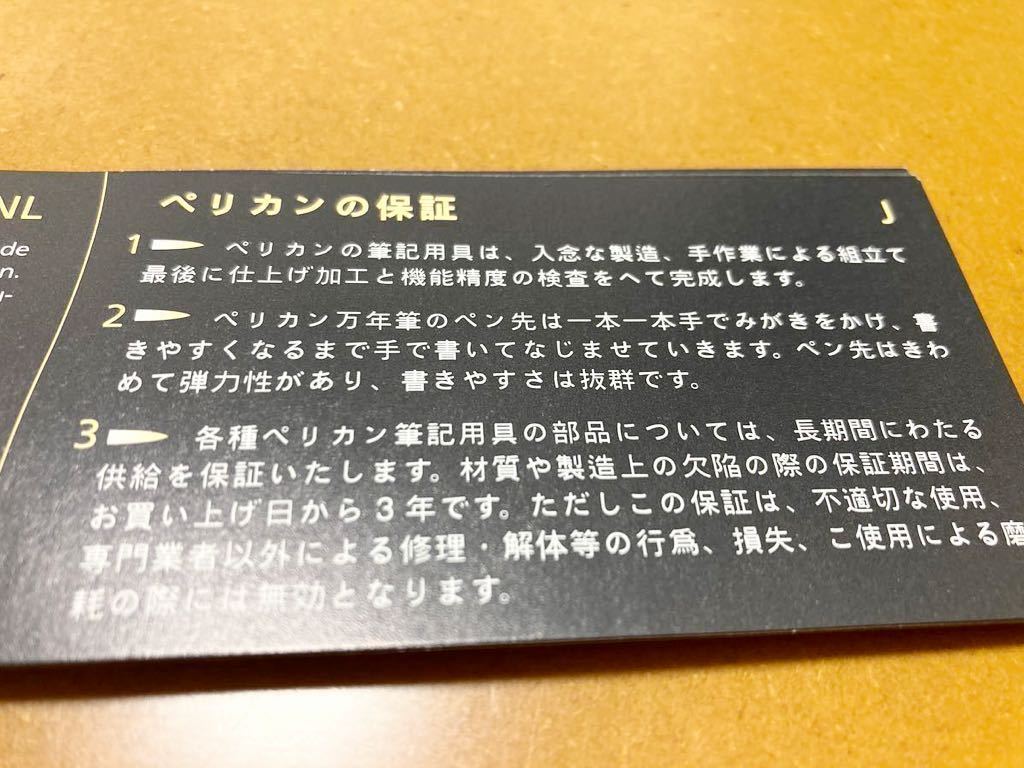 NL
de
n.
ペリカンの保証
J
1 ペリカンの筆記用具は、入念な製造、手作業による組立て
最後に仕上げ加工と機能精度の検査をへて完成します。
2 ペリカン万年筆のペン先は一本一本手でみがきをかけ、書
きやすくなるまで手で書いてなじませていきます。ペン先はきわ
めて弾力性があり、書きやすさは抜群です。
3 各種ペリカン筆記用具の部品については、長期間にわたる
供給を保証いたします。材質や製造上の欠陥の際の保証期間は、
お買い上げ日から3年です。ただしこの保証は、不適切な使用、
専門業者以外による修理・解体等の行為、損失、ご使用による磨
耗の際には無効となります。